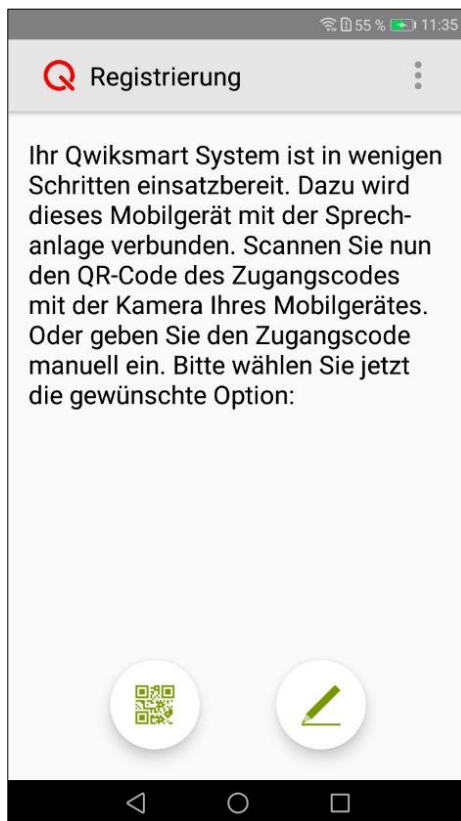 55 % 11:35
Registrierung
Ihr Qwiksmart System ist in wenigen
Schritten einsatzbereit. Dazu wird
dieses Mobilgerät mit der Sprech-
anlage verbunden. Scannen Sie nun
den QR-Code des Zugangscodes
mit der Kamera Ihres Mobilgerätes.
Oder geben Sie den Zugangscode
manuell ein. Bitte wählen Sie jetzt
die gewünschte Option: